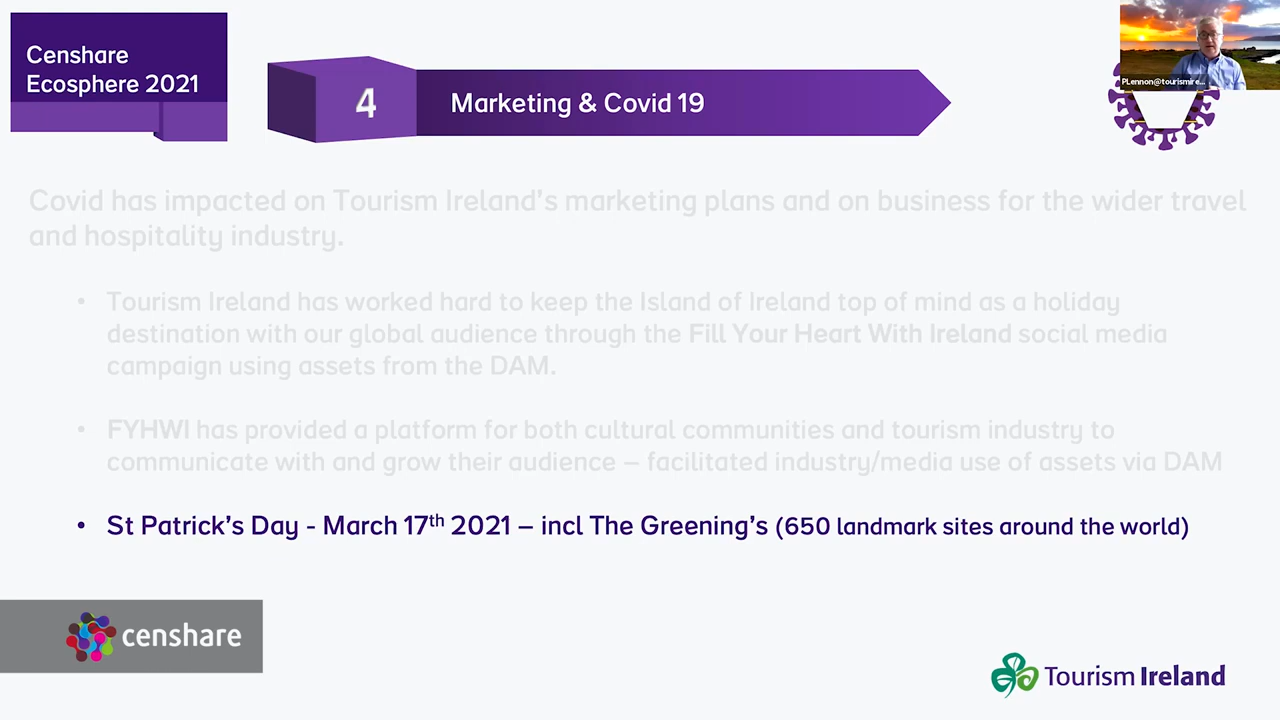 Censhare
Ecosphere 2021
4
Marketing & Covid 19
PLennon@tourismire...
Covid has impacted on Tourism Ireland's marketing plans and on business for the wider travel
and hospitality industry.
• Tourism Ireland has worked hard to keep the Island of Ireland top of mind as a holiday
destination with our global audience through the Fill Your Heart With Ireland social media
campaign using assets from the DAM.
• FYHWI has provided a platform for both cultural communities and tourism industry to
communicate with and grow their audience – facilitated industry/media use of assets via DAM
• St Patrick's Day - March 17th 2021 – incl The Greening's (650 landmark sites around the world)
censhare
Tourism Ireland